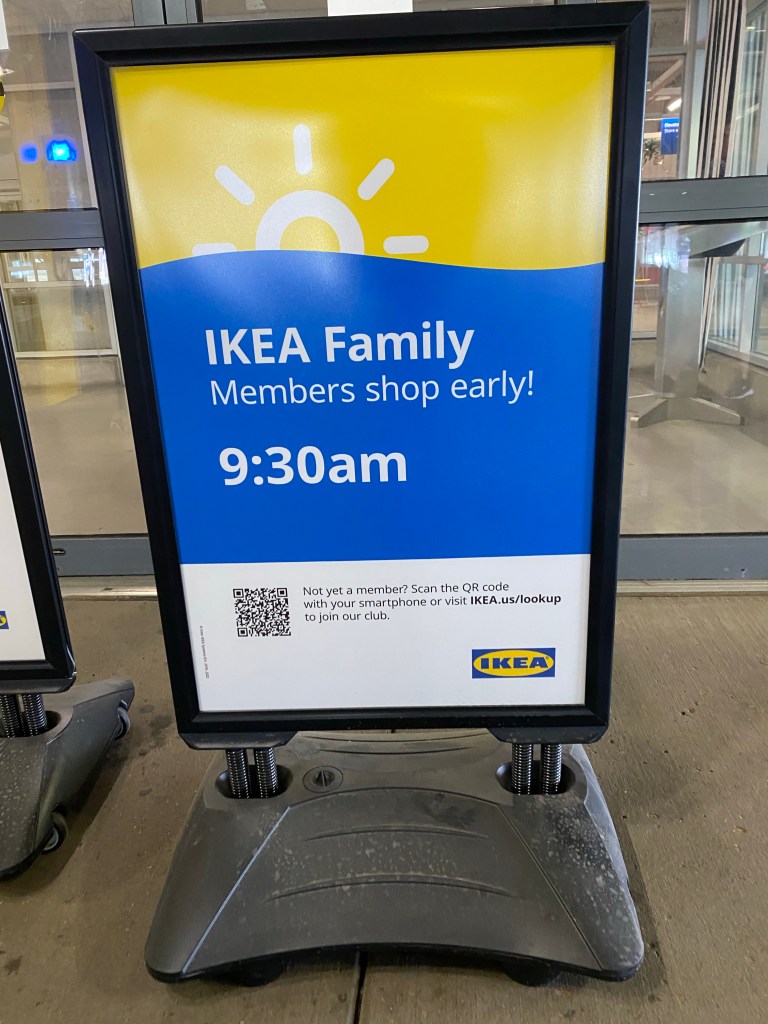 IKEA Family
Members shop early!
9:30am
Not yet a member? Scan the QR code
with your smartphone or visit IKEA.us/lookup
to join our club.
IKEA